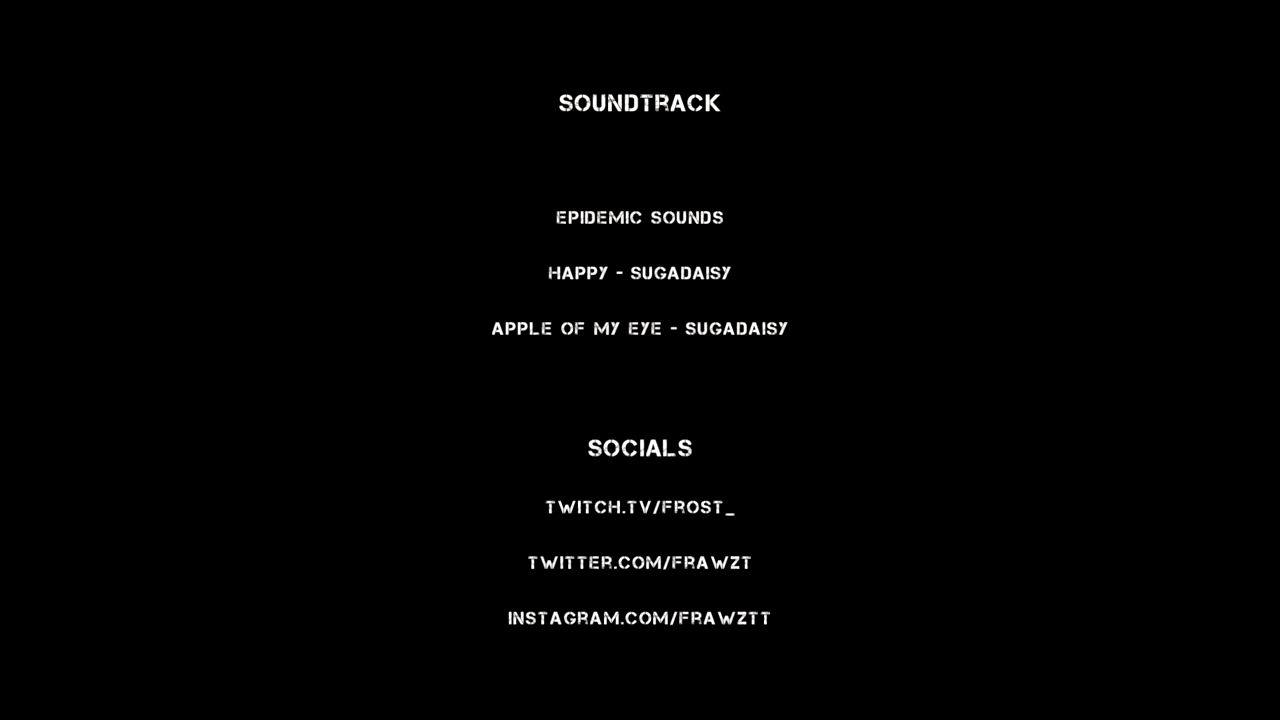 SOUNDTRACK
EPIDEMIC SOUNDS
HAPPY - SUGADAISY
APPLE OF MY EYE - SUGADAISY
SOCIALS
TWITCH.TV/FROST_
TWITTER.COM/FRAWZT
INSTAGRAM.COM/FRAWZTT